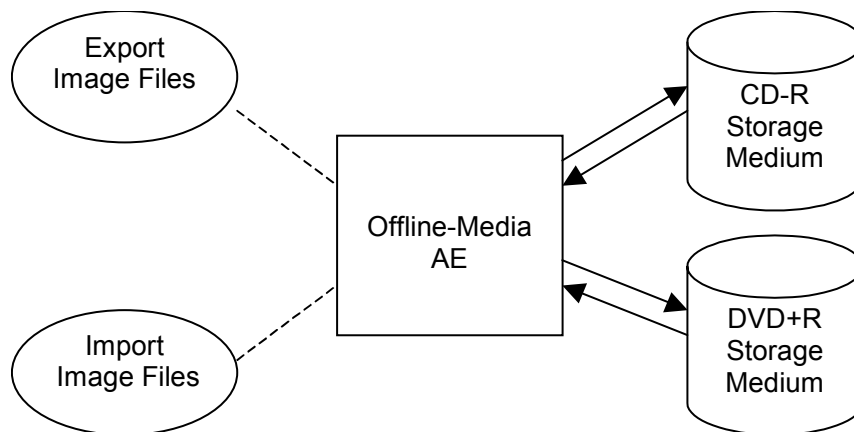 Export
Image Files
CD-R
Storage
Medium
Offline-Media
AE
Import
Image Files
DVD+R
Storage
Medium